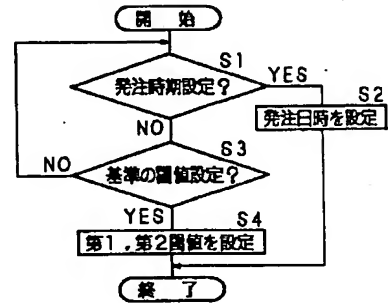 開 始
S1
発注時期設定?
YES
S2
発注日時を設定
NO
S3
NO
基準の閾値設定?
YES
S4
第1,第2閾値を設定
終 了